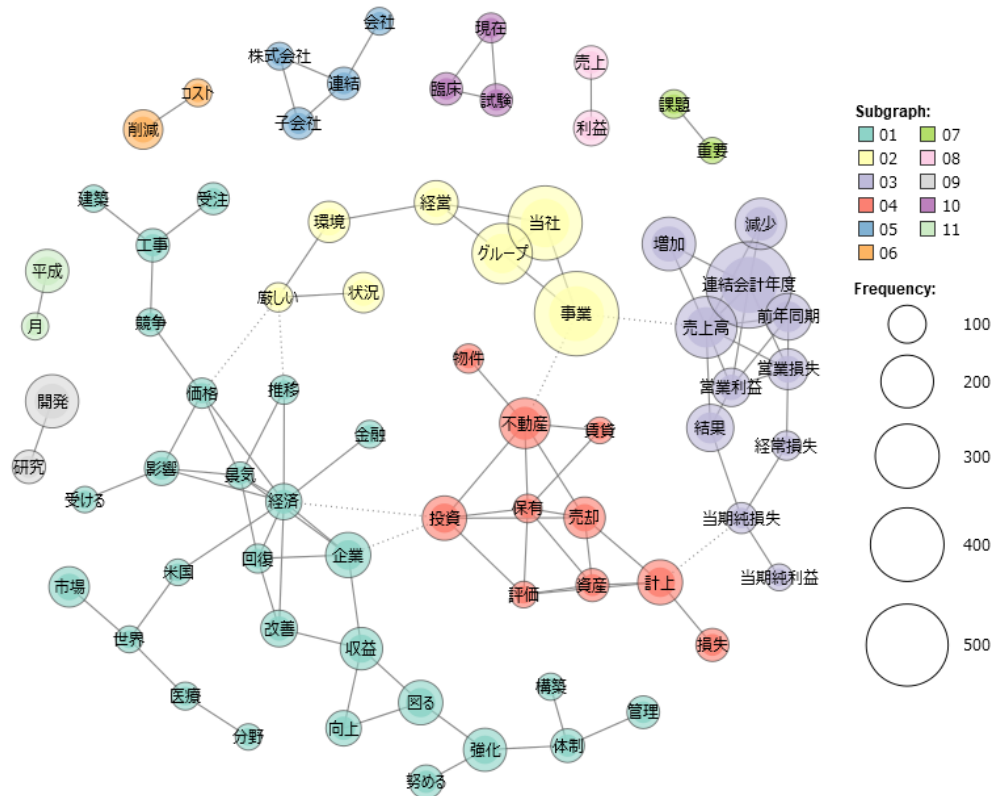 会社
現在
株式会社
連結
売上
コスト
臨床
試験
課題
削減
子会社
利益
重要
建築
受注
環境
経営
当社
減少
工事
増加
グループ
平成
連結会計年度
厳しい
状況
事業
前年同期
月
競争
売上高
物件
営業損失
価格
推移
営業利益
開発
不動産
賃貸
結果
金融
経常損失
研究
影響
景気
受ける
経済
保有
投資
売却
当期純損失
回復
企業
米国
市場
評価
資産
計上
当期純利益
改善
世界
収益
損失
構築
医療
図る
管理
向上
分野
強化
体制
努める
Subgraph:
01 07
02 08
03 09
04 10
05 11
06
Frequency:
100
200
300
400
500